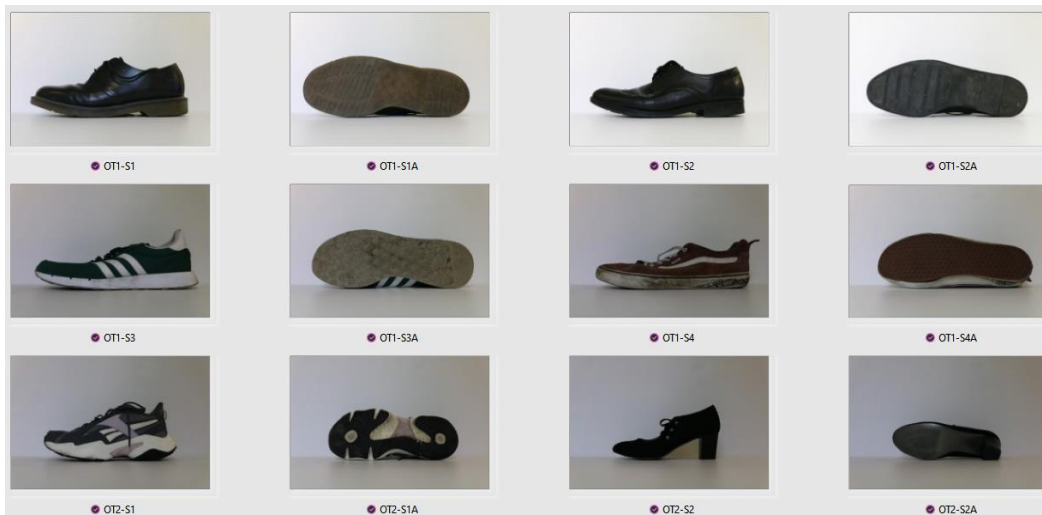 OT1-S1 OT1-S1A OT1-S2 OT1-S2A
OT1-S3 OT1-S3A OT1-S4 OT1-S4A
OT2-S1 OT2-S1A OT2-S2 OT2-S2A